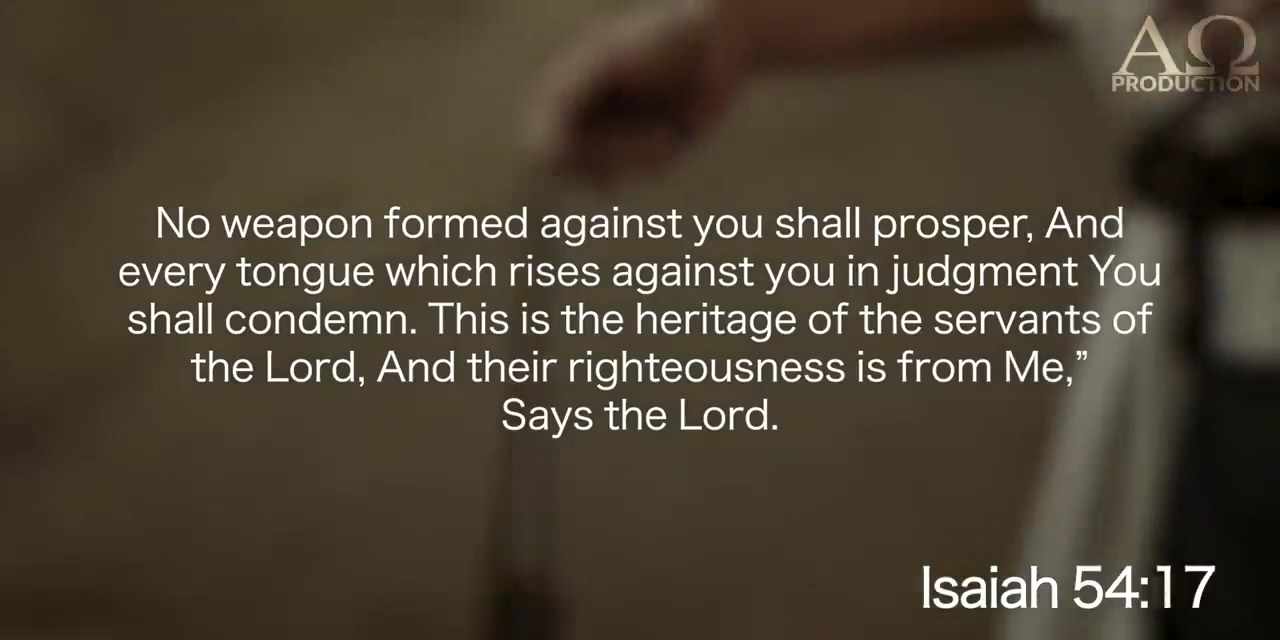 ΑΩ
PRODUCTION
No weapon formed against you shall prosper, And
every tongue which rises against you in judgment You
shall condemn. This is the heritage of the servants of
the Lord, And their righteousness is from Me,”
Says the Lord.
Isaiah 54:17